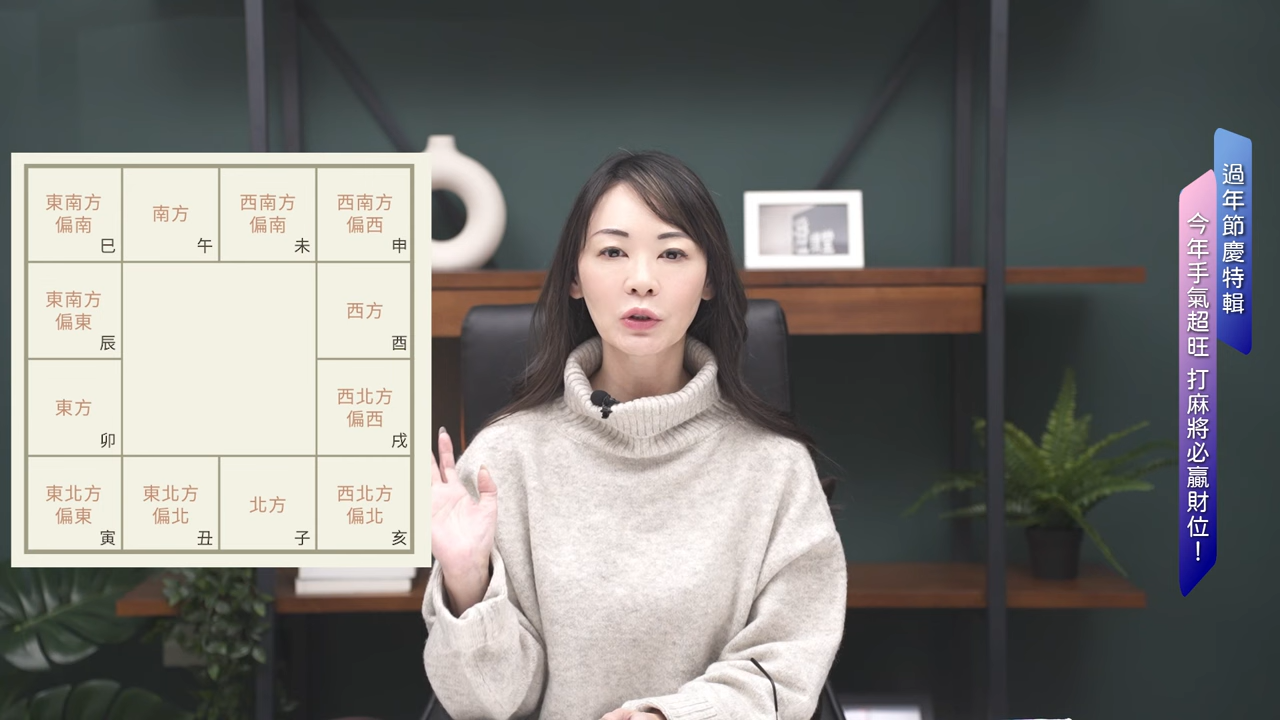 東南方
偏南
巳
南方
午
西南方
偏南
未
西南方
偏西
申
東南方
偏東
辰
西方
酉
東方
卯
西北方
偏西
戌
東北方
偏東
寅
東北方
偏北
丑
北方
子
西北方
偏北
亥
過年節慶特輯
今年手氣超旺 打麻將必贏財位！